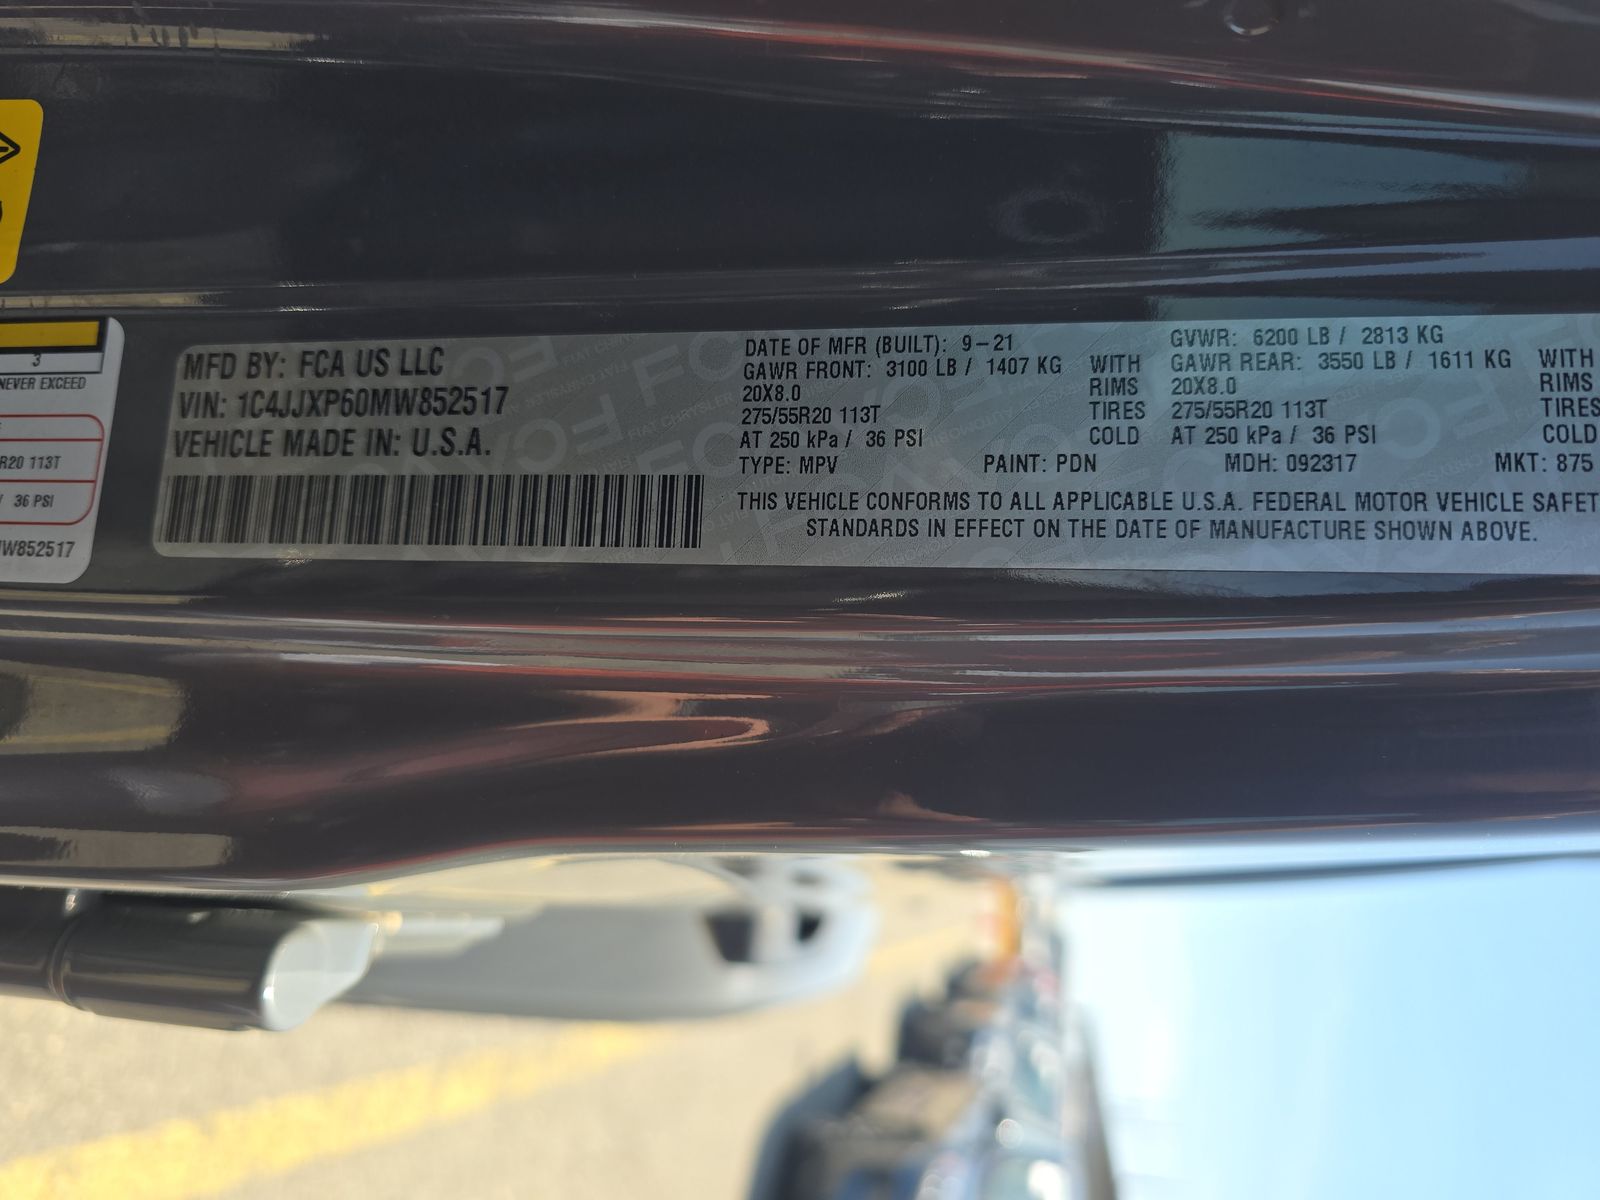 3
NEVER EXCEED
R20 113T
/ 36 PSI
MW852517
MFD BY: FCA US LLC
VIN: 1C4JJXP60MW852517
VEHICLE MADE IN: U.S.A.
DATE OF MFR (BUILT): 9-21
GAWR FRONT: 3100 LB / 1407 KG WITH
20X8.0 RIMS
275/55R20 113T TIRES
AT 250 kPa / 36 PSI COLD
GVWR: 6200 LB / 2813 KG
GAWR REAR: 3550 LB / 1611 KG WITH
20X8.0 RIMS
275/55R20 113T TIRES
AT 250 kPa / 36 PSI COLD
TYPE: MPV PAINT: PDN MDH: 092317 MKT: 875
THIS VEHICLE CONFORMS TO ALL APPLICABLE U.S.A. FEDERAL MOTOR VEHICLE SAFET
STANDARDS IN EFFECT ON THE DATE OF MANUFACTURE SHOWN ABOVE.